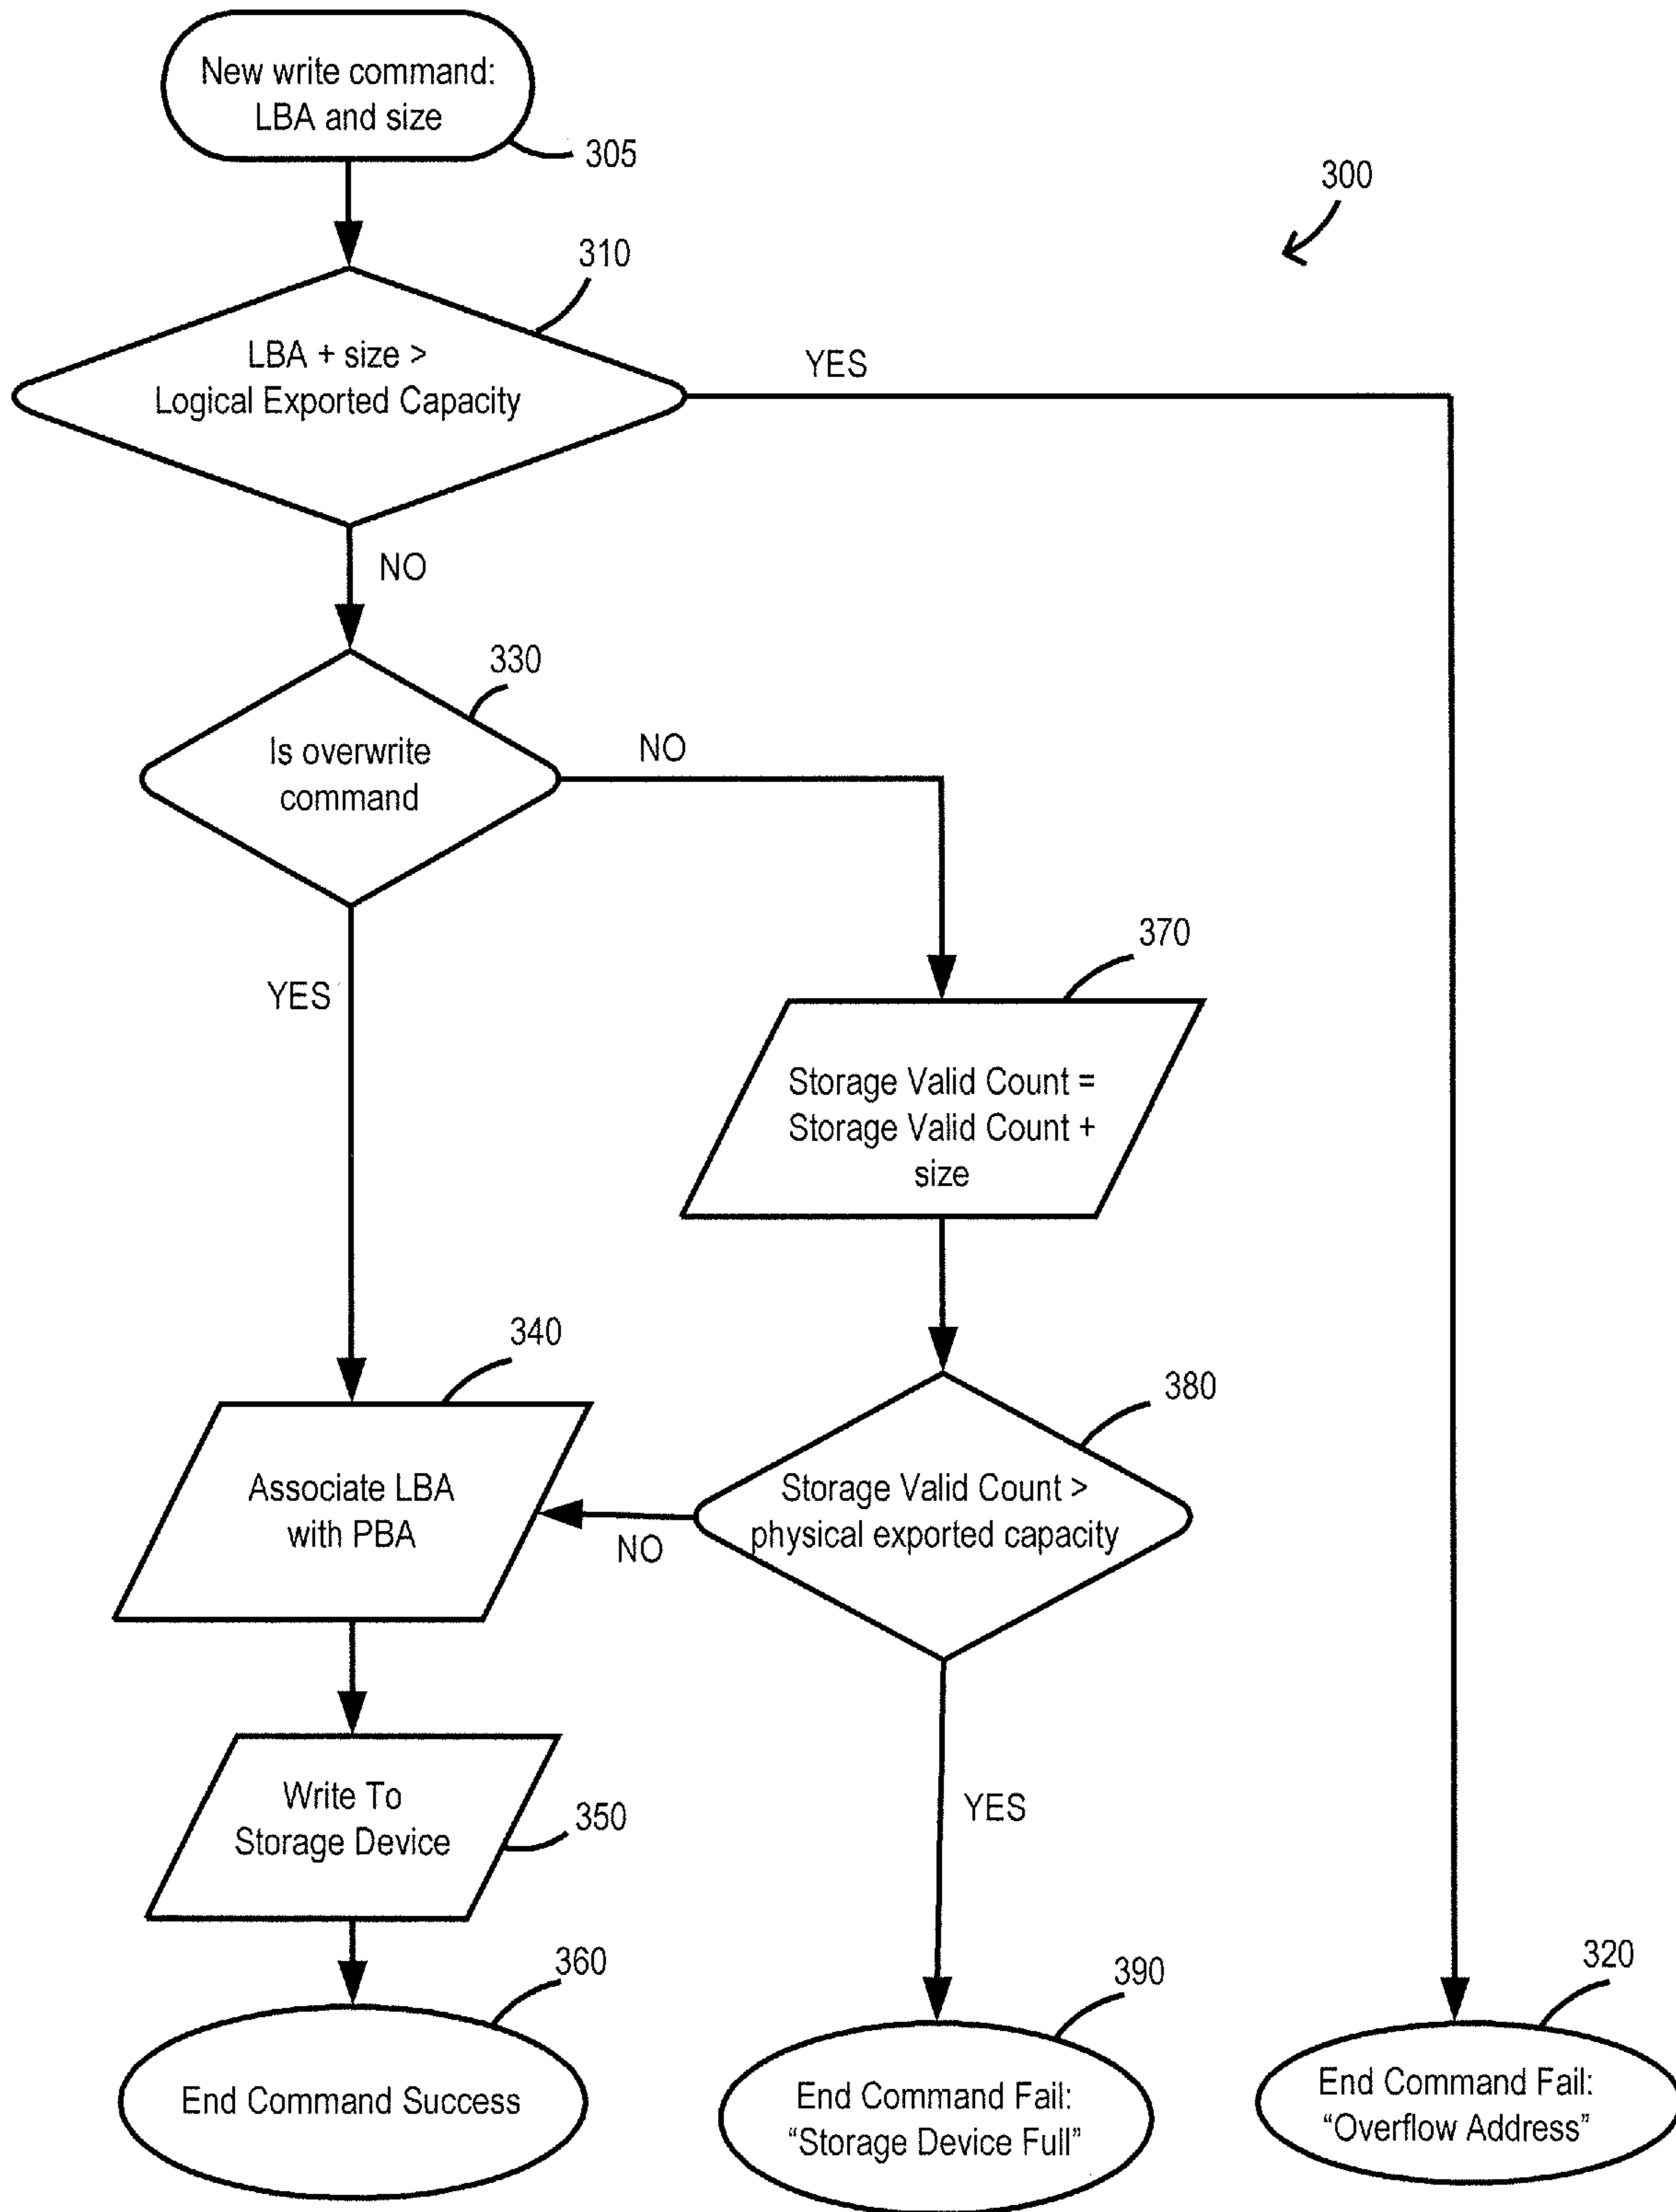 New write command:
LBA and size
305
300
310
LBA + size >
Logical Exported Capacity
YES
NO
330
Is overwrite
command
NO
YES
370
Storage Valid Count =
Storage Valid Count +
size
340
Associate LBA
with PBA
380
Storage Valid Count >
physical exported capacity
NO
Write To
Storage Device
350
YES
360
End Command Success
390
End Command Fail:
“Storage Device Full”
320
End Command Fail:
“Overflow Address”